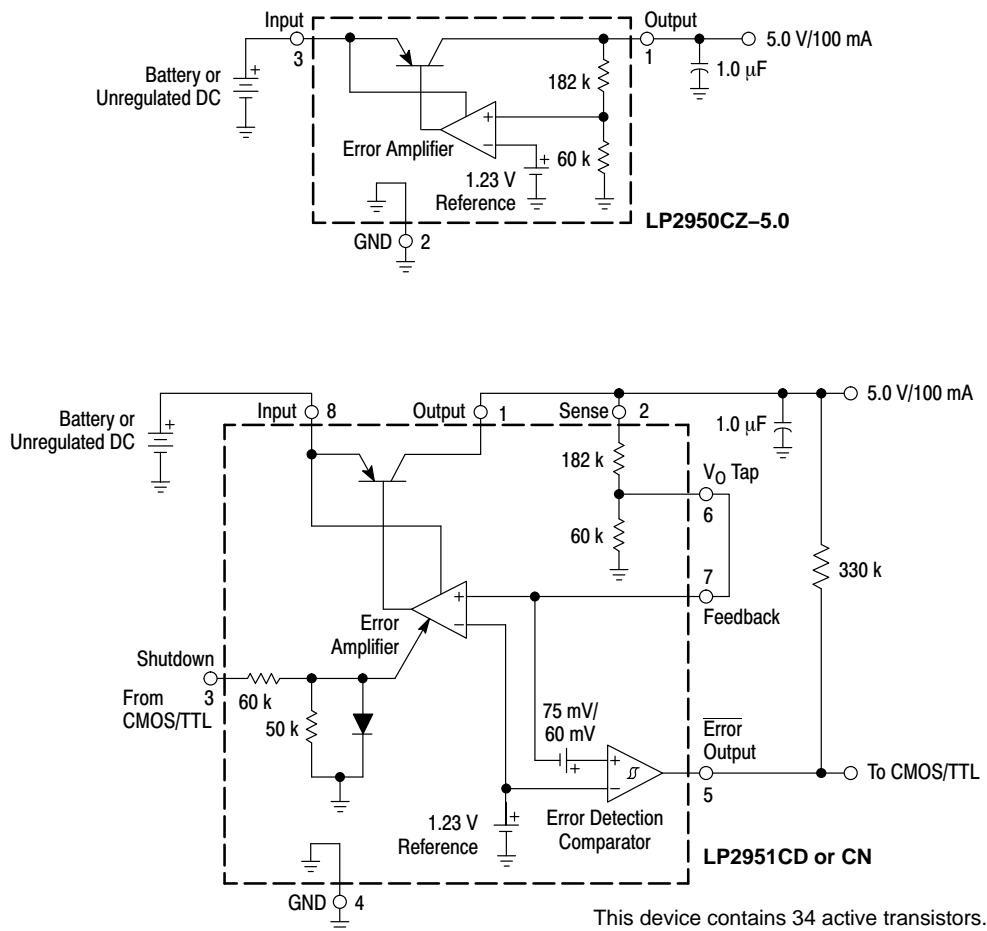 Input
3
Battery or
Unregulated DC
+
Output
1
5.0 V/100 mA
1.0 μF
182 k
60 k
+
−
Error Amplifier
+
1.23 V
Reference
GND
2
LP2950CZ–5.0
Battery or
Unregulated DC
+
Input
8
Output
1
Sense
2
5.0 V/100 mA
1.0 μF
182 k
VO Tap
6
60 k
330 k
7
Feedback
+
−
Error
Amplifier
Shutdown
3
From
CMOS/TTL
60 k
50 k
75 mV/
60 mV
+
+
−
Error
Output
5
To CMOS/TTL
+
1.23 V
Reference
Error Detection
Comparator
LP2951CD or CN
GND
4
This device contains 34 active transistors.